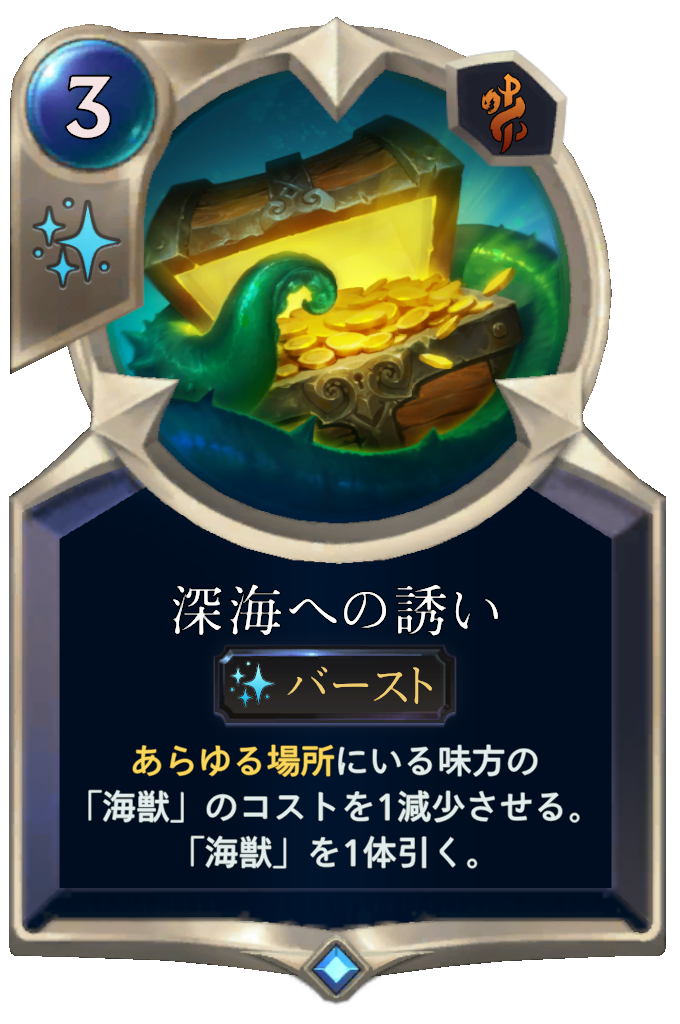 3
深海への誘い
バースト
あらゆる場所にいる味方の
「海獣」のコストを1減少させる。
「海獣」を1体引く。